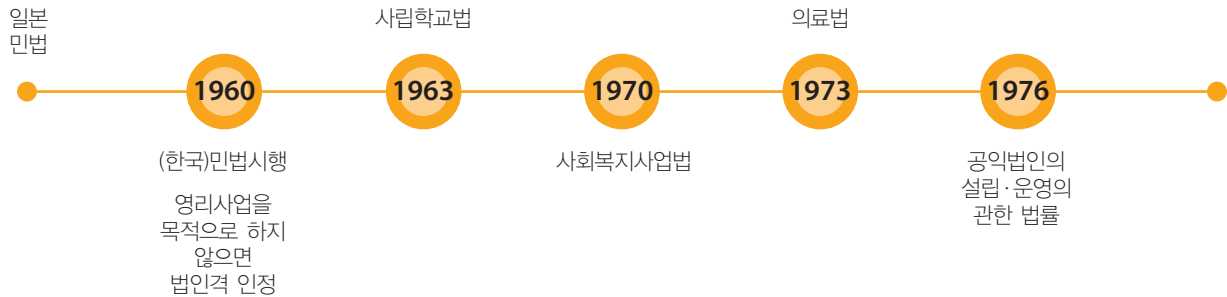 일본
민법
사립학교법
의료법
1960
1963
1970
1973
1976
(한국)민법시행
영리사업을
목적으로 하지
않으면
법인격 인정
사회복지사업법
공익법인의
설립·운영의
관한 법률